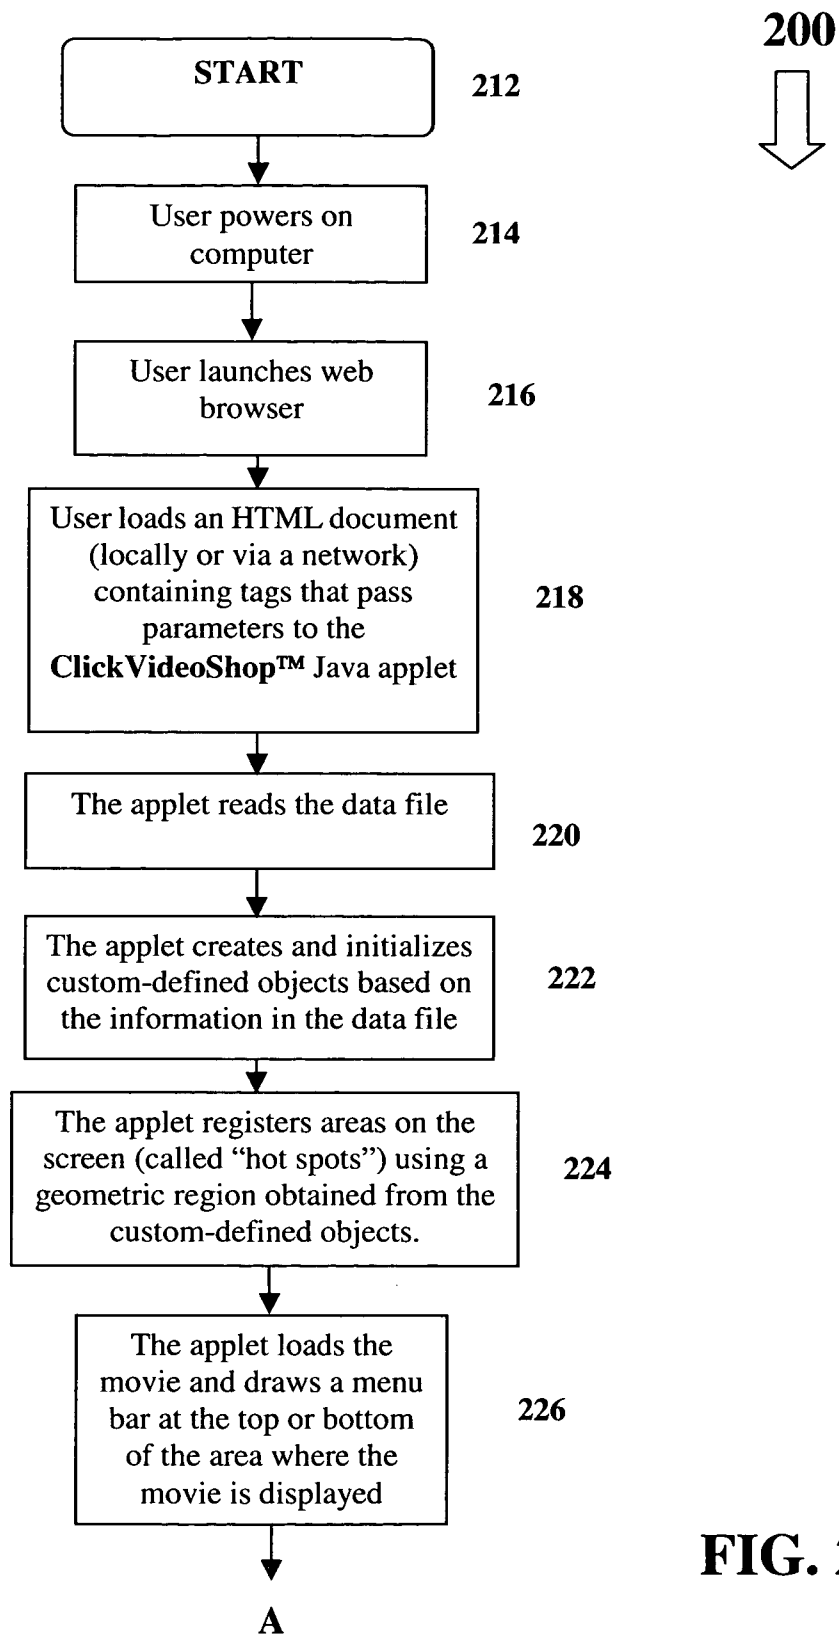 200
START
212
User powers on
computer
214
User launches web
browser
216
User loads an HTML document
(locally or via a network)
containing tags that pass
parameters to the
ClickVideoShop™ Java applet
218
The applet reads the data file
220
The applet creates and initializes
custom-defined objects based on
the information in the data file
222
The applet registers areas on the
screen (called “hot spots”) using a
geometric region obtained from the
custom-defined objects.
224
The applet loads the
movie and draws a menu
bar at the top or bottom
of the area where the
movie is displayed
226
FIG.
A